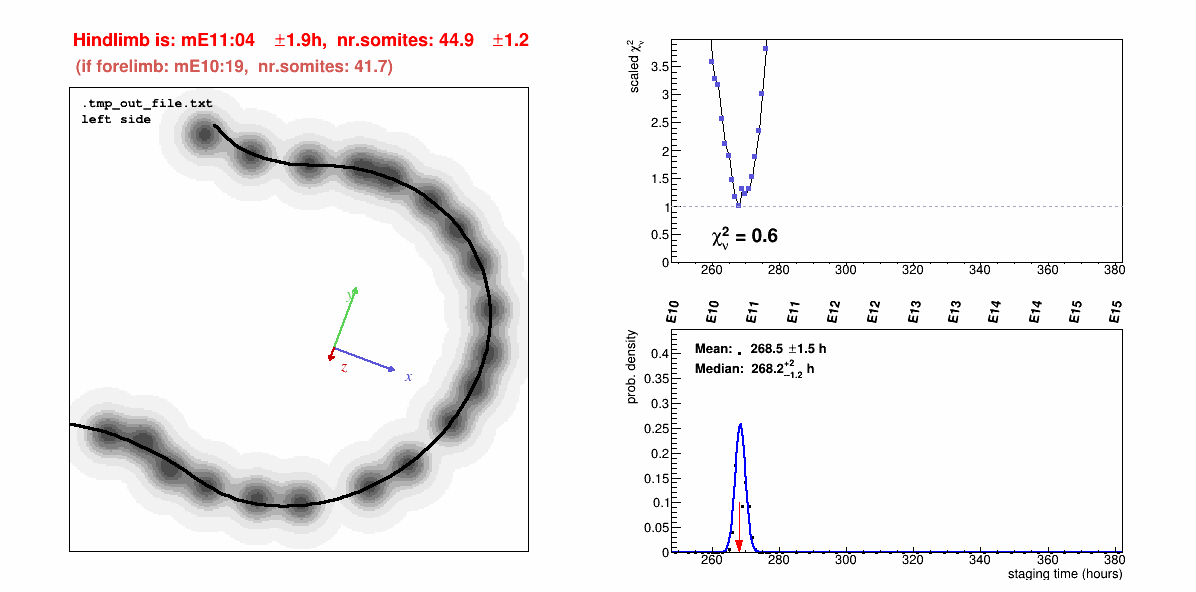 Hindlimb is: mE11:04 ±1.9h, nr.somites: 44.9 ±1.2
(if forelimb: mE10:19, nr.somites: 41.7)
.tmp_out_file.txt
left side
y
x
z
scaled χ²ᵥ
3.5
3
2.5
2
1.5
1
0.5
0
χ²ᵥ = 0.6
260 280 300 320 340 360 380
E10 E10 E11 E11 E12 E12 E13 E13 E14 E14 E15 E15
prob. density
Mean: 268.5 ±1.5 h
Median: 268.2 +2 −1.2 h
0.4
0.35
0.3
0.25
0.2
0.15
0.1
0.05
0
260 280 300 320 340 360 380
staging time (hours)